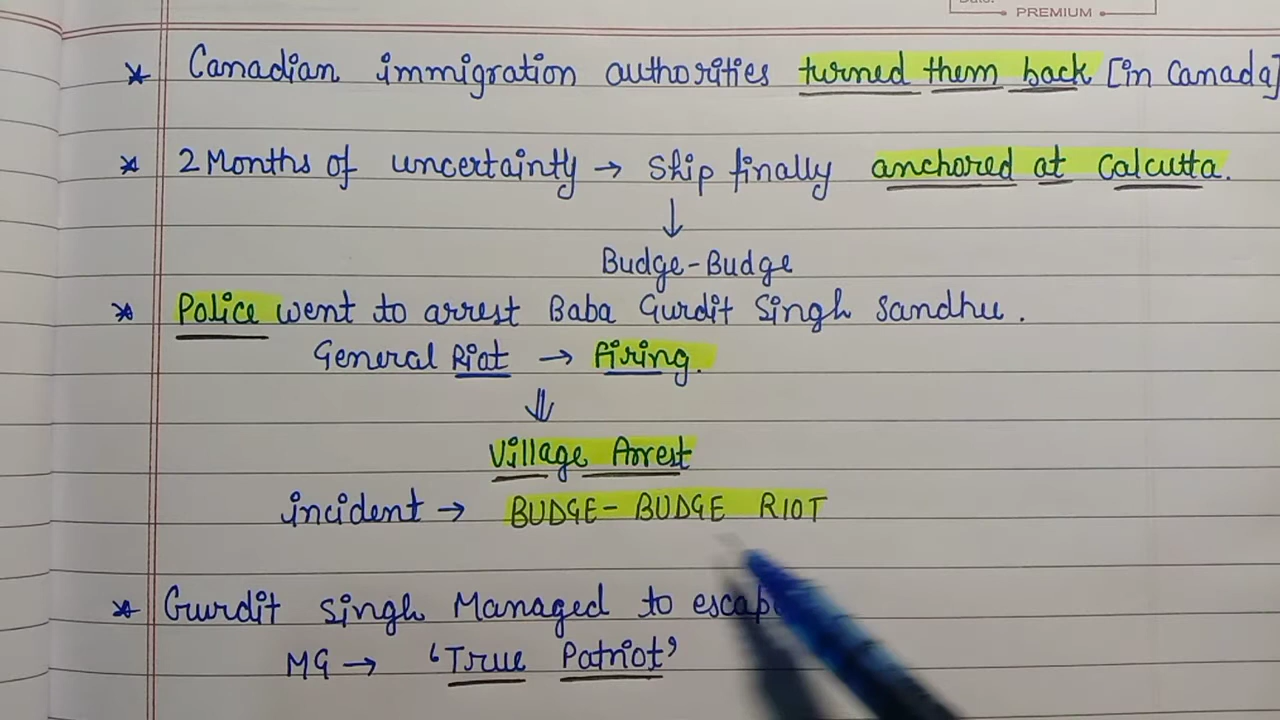 PREMIUM
* Canadian immigration authorities turned them back [in Canada]
* 2 Months of uncertainty → Ship finally anchored at Calcutta.
↓
Budge-Budge
* Police went to arrest Baba Gurdit Singh Sandhu.
General Riot → firing.
⇓
Village Arrest
incident → BUDGE-BUDGE RIOT
* Gurdit Singh Managed to escap
MG → 'True Patriot'